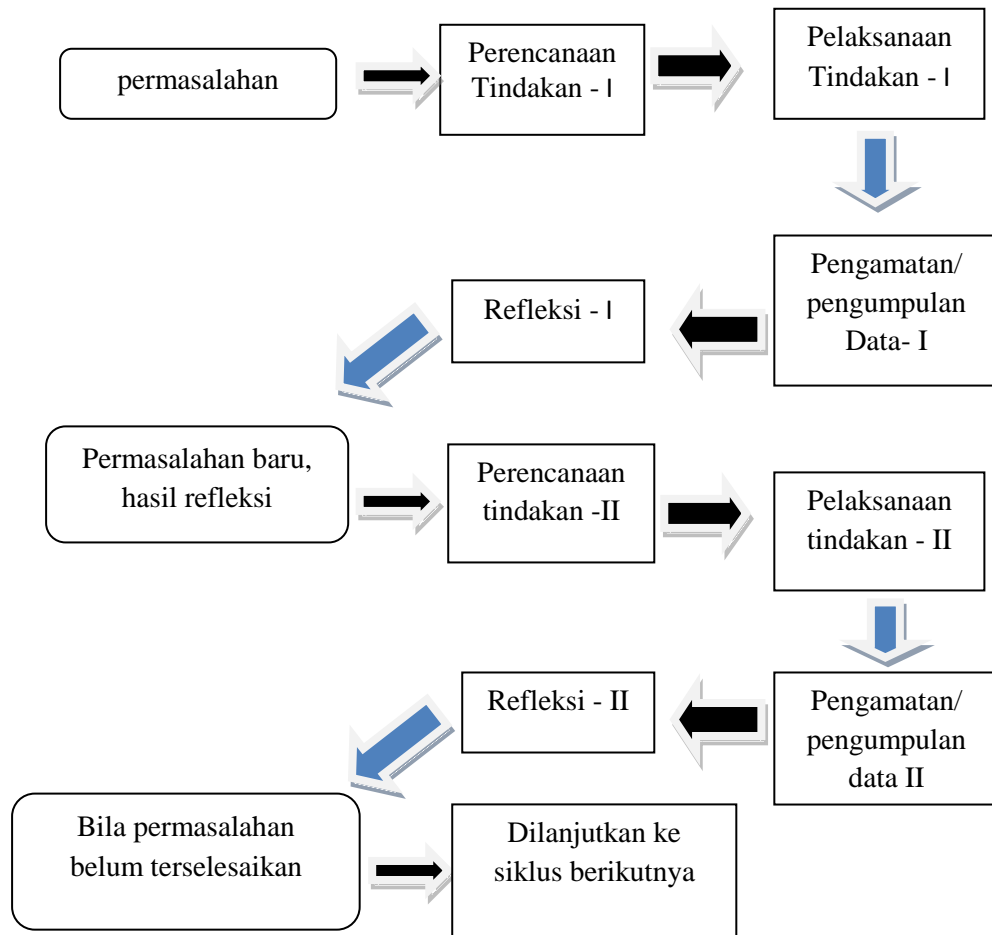 permasalahan
Perencanaan
Tindakan - I
Pelaksanaan
Tindakan - I
Pengamatan/
pengumpulan
Data- I
Refleksi - I
Permasalahan baru,
hasil refleksi
Perencanaan
tindakan -II
Pelaksanaan
tindakan - II
Pengamatan/
pengumpulan
data II
Refleksi - II
Bila permasalahan
belum terselesaikan
Dilanjutkan ke
siklus berikutnya